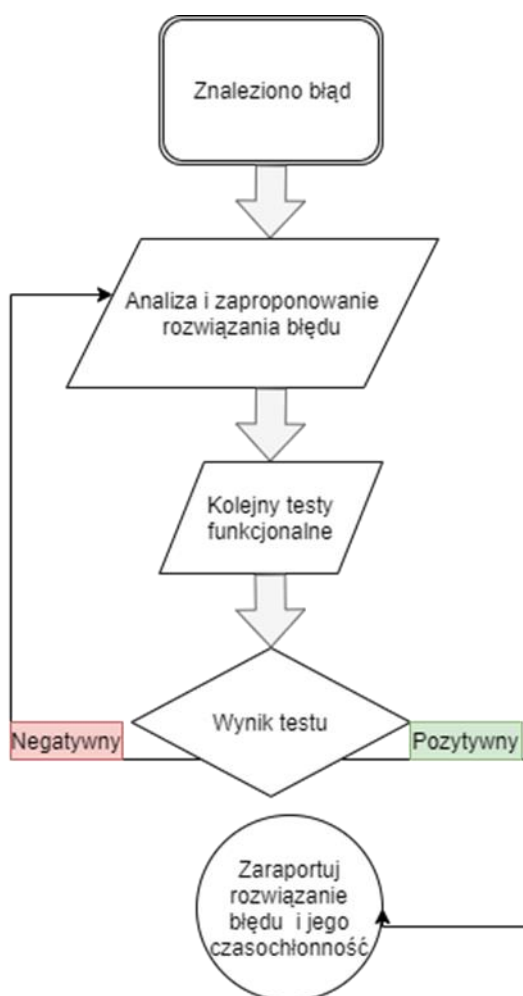 Znaleziono błąd
Analiza i zaproponowanie
rozwiązania błędu
Kolejny testy
funkcjonalne
Wynik testu
Negatywny
Pozytywny
Zaraportuj
rozwiązanie
błędu i jego
czasochłonność